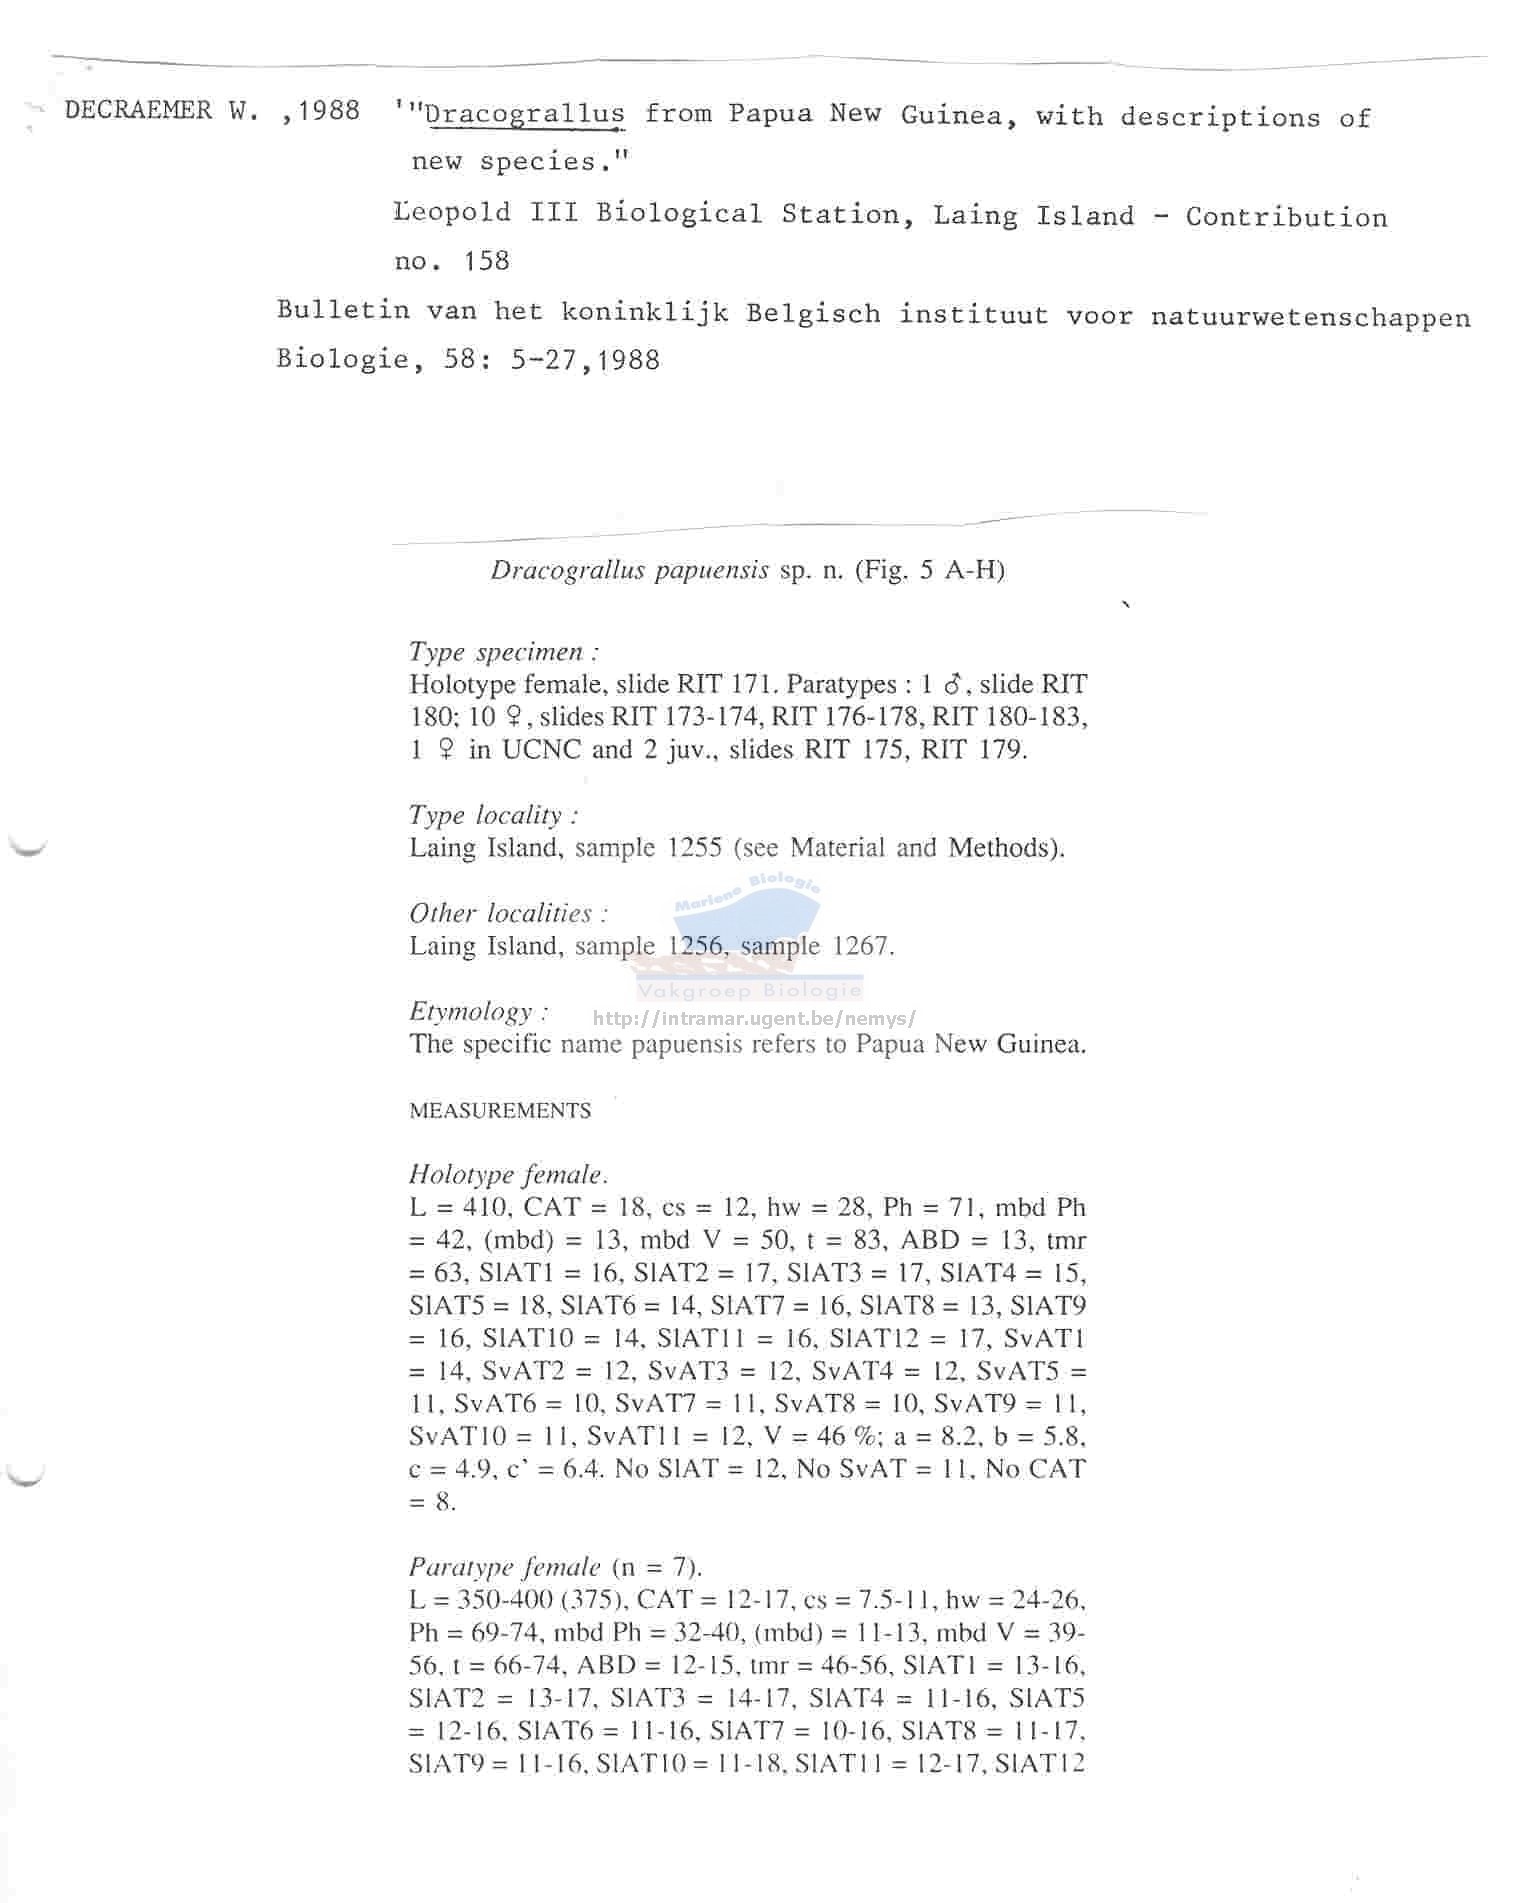 DECRAEMER W. ,1988 '"Dracograllus from Papua New Guinea, with descriptions of
new species."
Leopold III Biological Station, Laing Island - Contribution
no. 158
Bulletin van het koninklijk Belgisch instituut voor natuurwetenschappen
Biologie, 58: 5-27,1988
Dracograllus papuensis sp. n. (Fig. 5 A-H)
Type specimen :
Holotype female, slide RIT 171. Paratypes : 1 ♂, slide RIT
180; 10 ♀, slides RIT 173-174, RIT 176-178, RIT 180-183,
1 ♀ in UCNC and 2 juv., slides RIT 175, RIT 179.
Type locality :
Laing Island, sample 1255 (see Material and Methods).
Mariene Biologie
Other localities :
Laing Island, sample 1256, sample 1267.
Vakgroep Biologie
Etymology :
http://intramar.ugent.be/nemys/
The specific name papuensis refers to Papua New Guinea.
MEASUREMENTS
Holotype female.
L = 410, CAT = 18, cs = 12, hw = 28, Ph = 71, mbd Ph
= 42, (mbd) = 13, mbd V = 50, t = 83, ABD = 13, tmr
= 63, SlAT1 = 16, SlAT2 = 17, SlAT3 = 17, SlAT4 = 15,
SlAT5 = 18, SlAT6 = 14, SlAT7 = 16, SlAT8 = 13, SlAT9
= 16, SlAT10 = 14, SlAT11 = 16, SlAT12 = 17, SvAT1
= 14, SvAT2 = 12, SvAT3 = 12, SvAT4 = 12, SvAT5 =
11, SvAT6 = 10, SvAT7 = 11, SvAT8 = 10, SvAT9 = 11,
SvAT10 = 11, SvAT11 = 12, V = 46 %; a = 8.2, b = 5.8,
c = 4.9, c' = 6.4. No SlAT = 12, No SvAT = 11, No CAT
= 8.
Paratype female (n = 7).
L = 350-400 (375), CAT = 12-17, cs = 7.5-11, hw = 24-26,
Ph = 69-74, mbd Ph = 32-40, (mbd) = 11-13, mbd V = 39-
56, t = 66-74, ABD = 12-15, tmr = 46-56, SlAT1 = 13-16,
SlAT2 = 13-17, SlAT3 = 14-17, SlAT4 = 11-16, SlAT5
= 12-16, SlAT6 = 11-16, SlAT7 = 10-16, SlAT8 = 11-17,
SlAT9 = 11-16, SlAT10 = 11-18, SlAT11 = 12-17, SlAT12